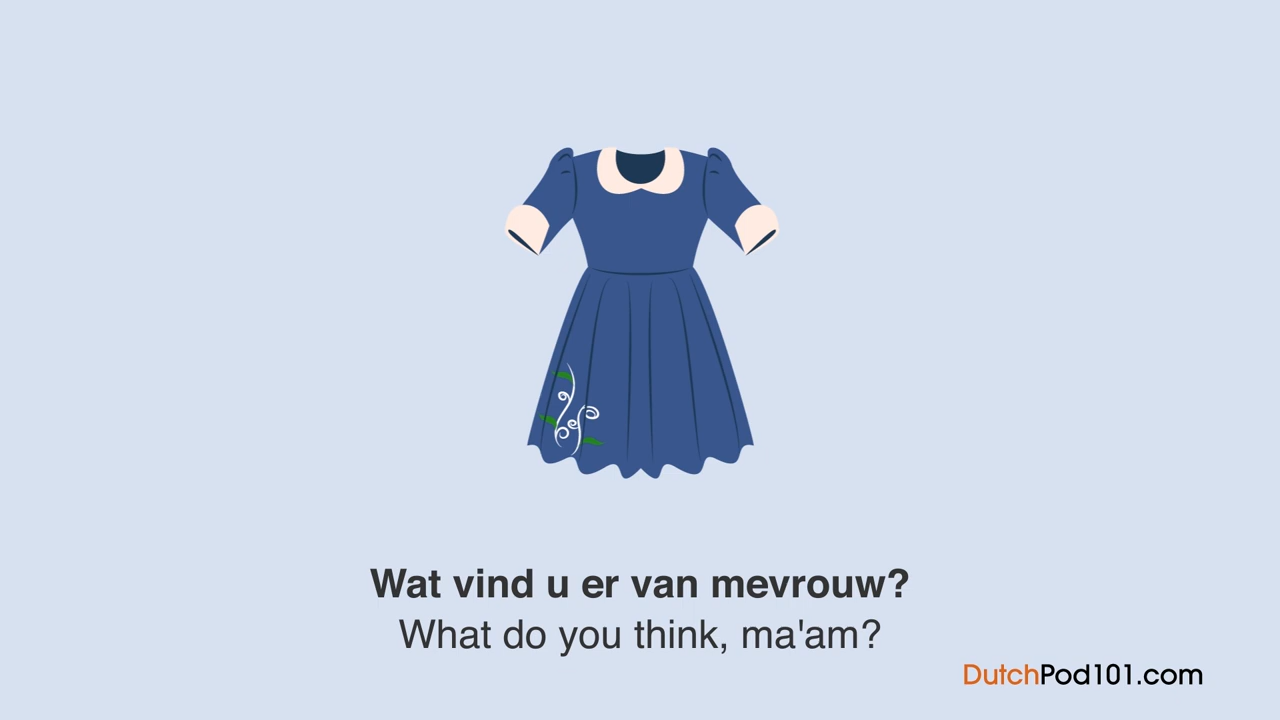 Wat vind u er van mevrouw?
What do you think, ma'am?
DutchPod101.com